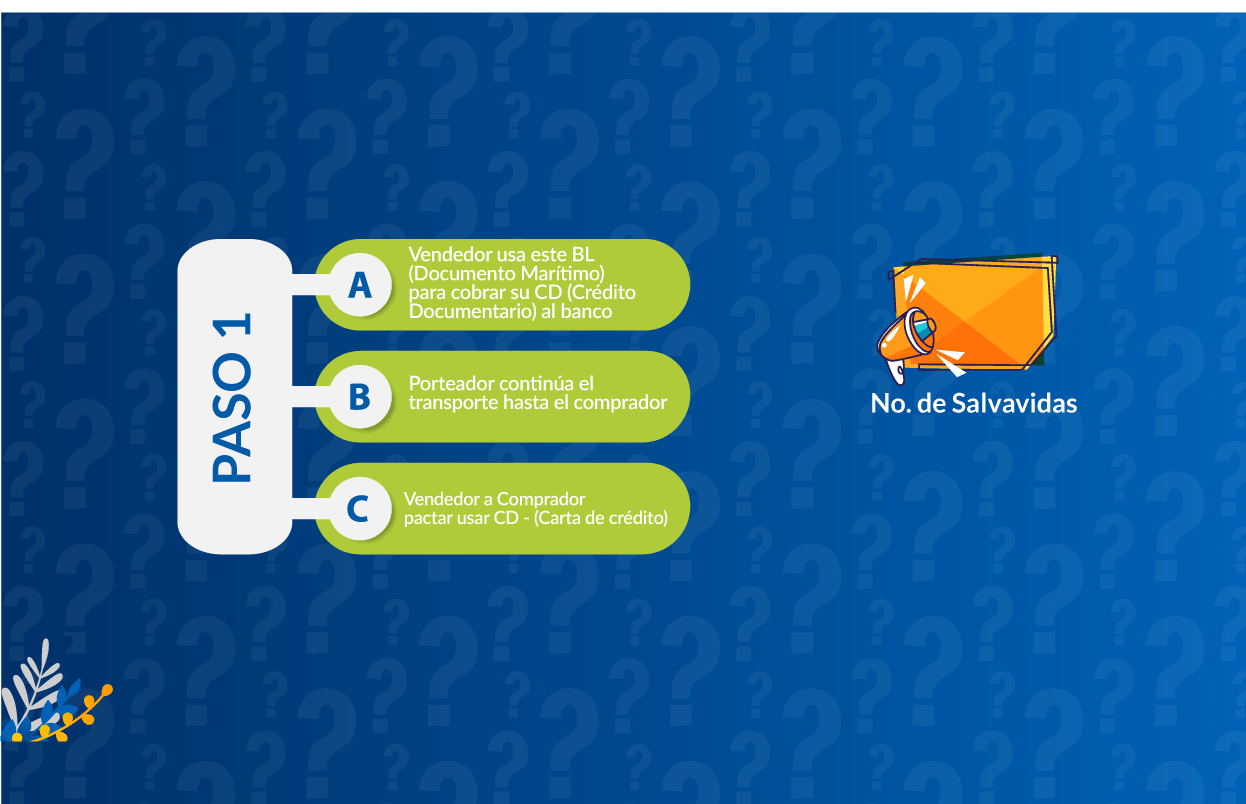 PASO 1
A
Vendedor usa este BL
(Documento Marítimo)
para cobrar su CD (Crédito
Documentario) al banco
B
Porteador continúa el
transporte hasta el comprador
C
Vendedor a Comprador
pactar usar CD - (Carta de crédito)
No. de Salvavidas